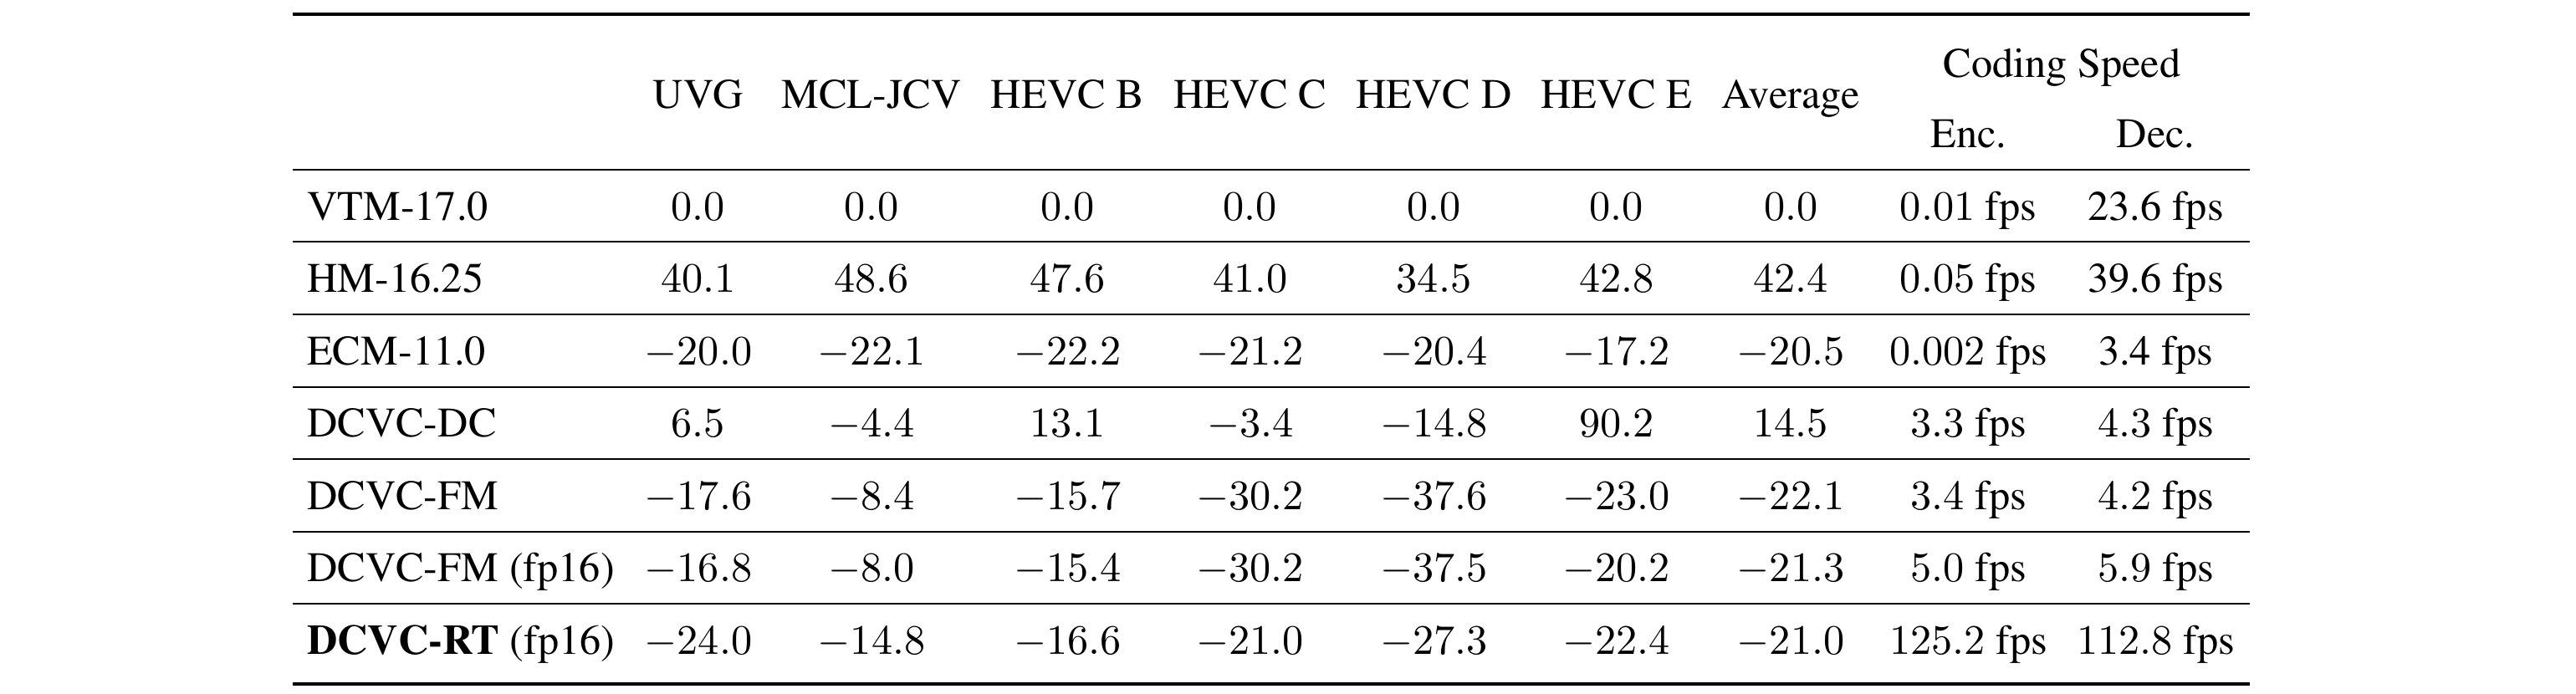 Coding Speed
UVG MCL-JCV HEVC B HEVC C HEVC D HEVC E Average
Enc. Dec.
VTM-17.0 0.0 0.0 0.0 0.0 0.0 0.0 0.0 0.01 fps 23.6 fps
HM-16.25 40.1 48.6 47.6 41.0 34.5 42.8 42.4 0.05 fps 39.6 fps
ECM-11.0 −20.0 −22.1 −22.2 −21.2 −20.4 −17.2 −20.5 0.002 fps 3.4 fps
DCVC-DC 6.5 −4.4 13.1 −3.4 −14.8 90.2 14.5 3.3 fps 4.3 fps
DCVC-FM −17.6 −8.4 −15.7 −30.2 −37.6 −23.0 −22.1 3.4 fps 4.2 fps
DCVC-FM (fp16) −16.8 −8.0 −15.4 −30.2 −37.5 −20.2 −21.3 5.0 fps 5.9 fps
DCVC-RT (fp16) −24.0 −14.8 −16.6 −21.0 −27.3 −22.4 −21.0 125.2 fps 112.8 fps